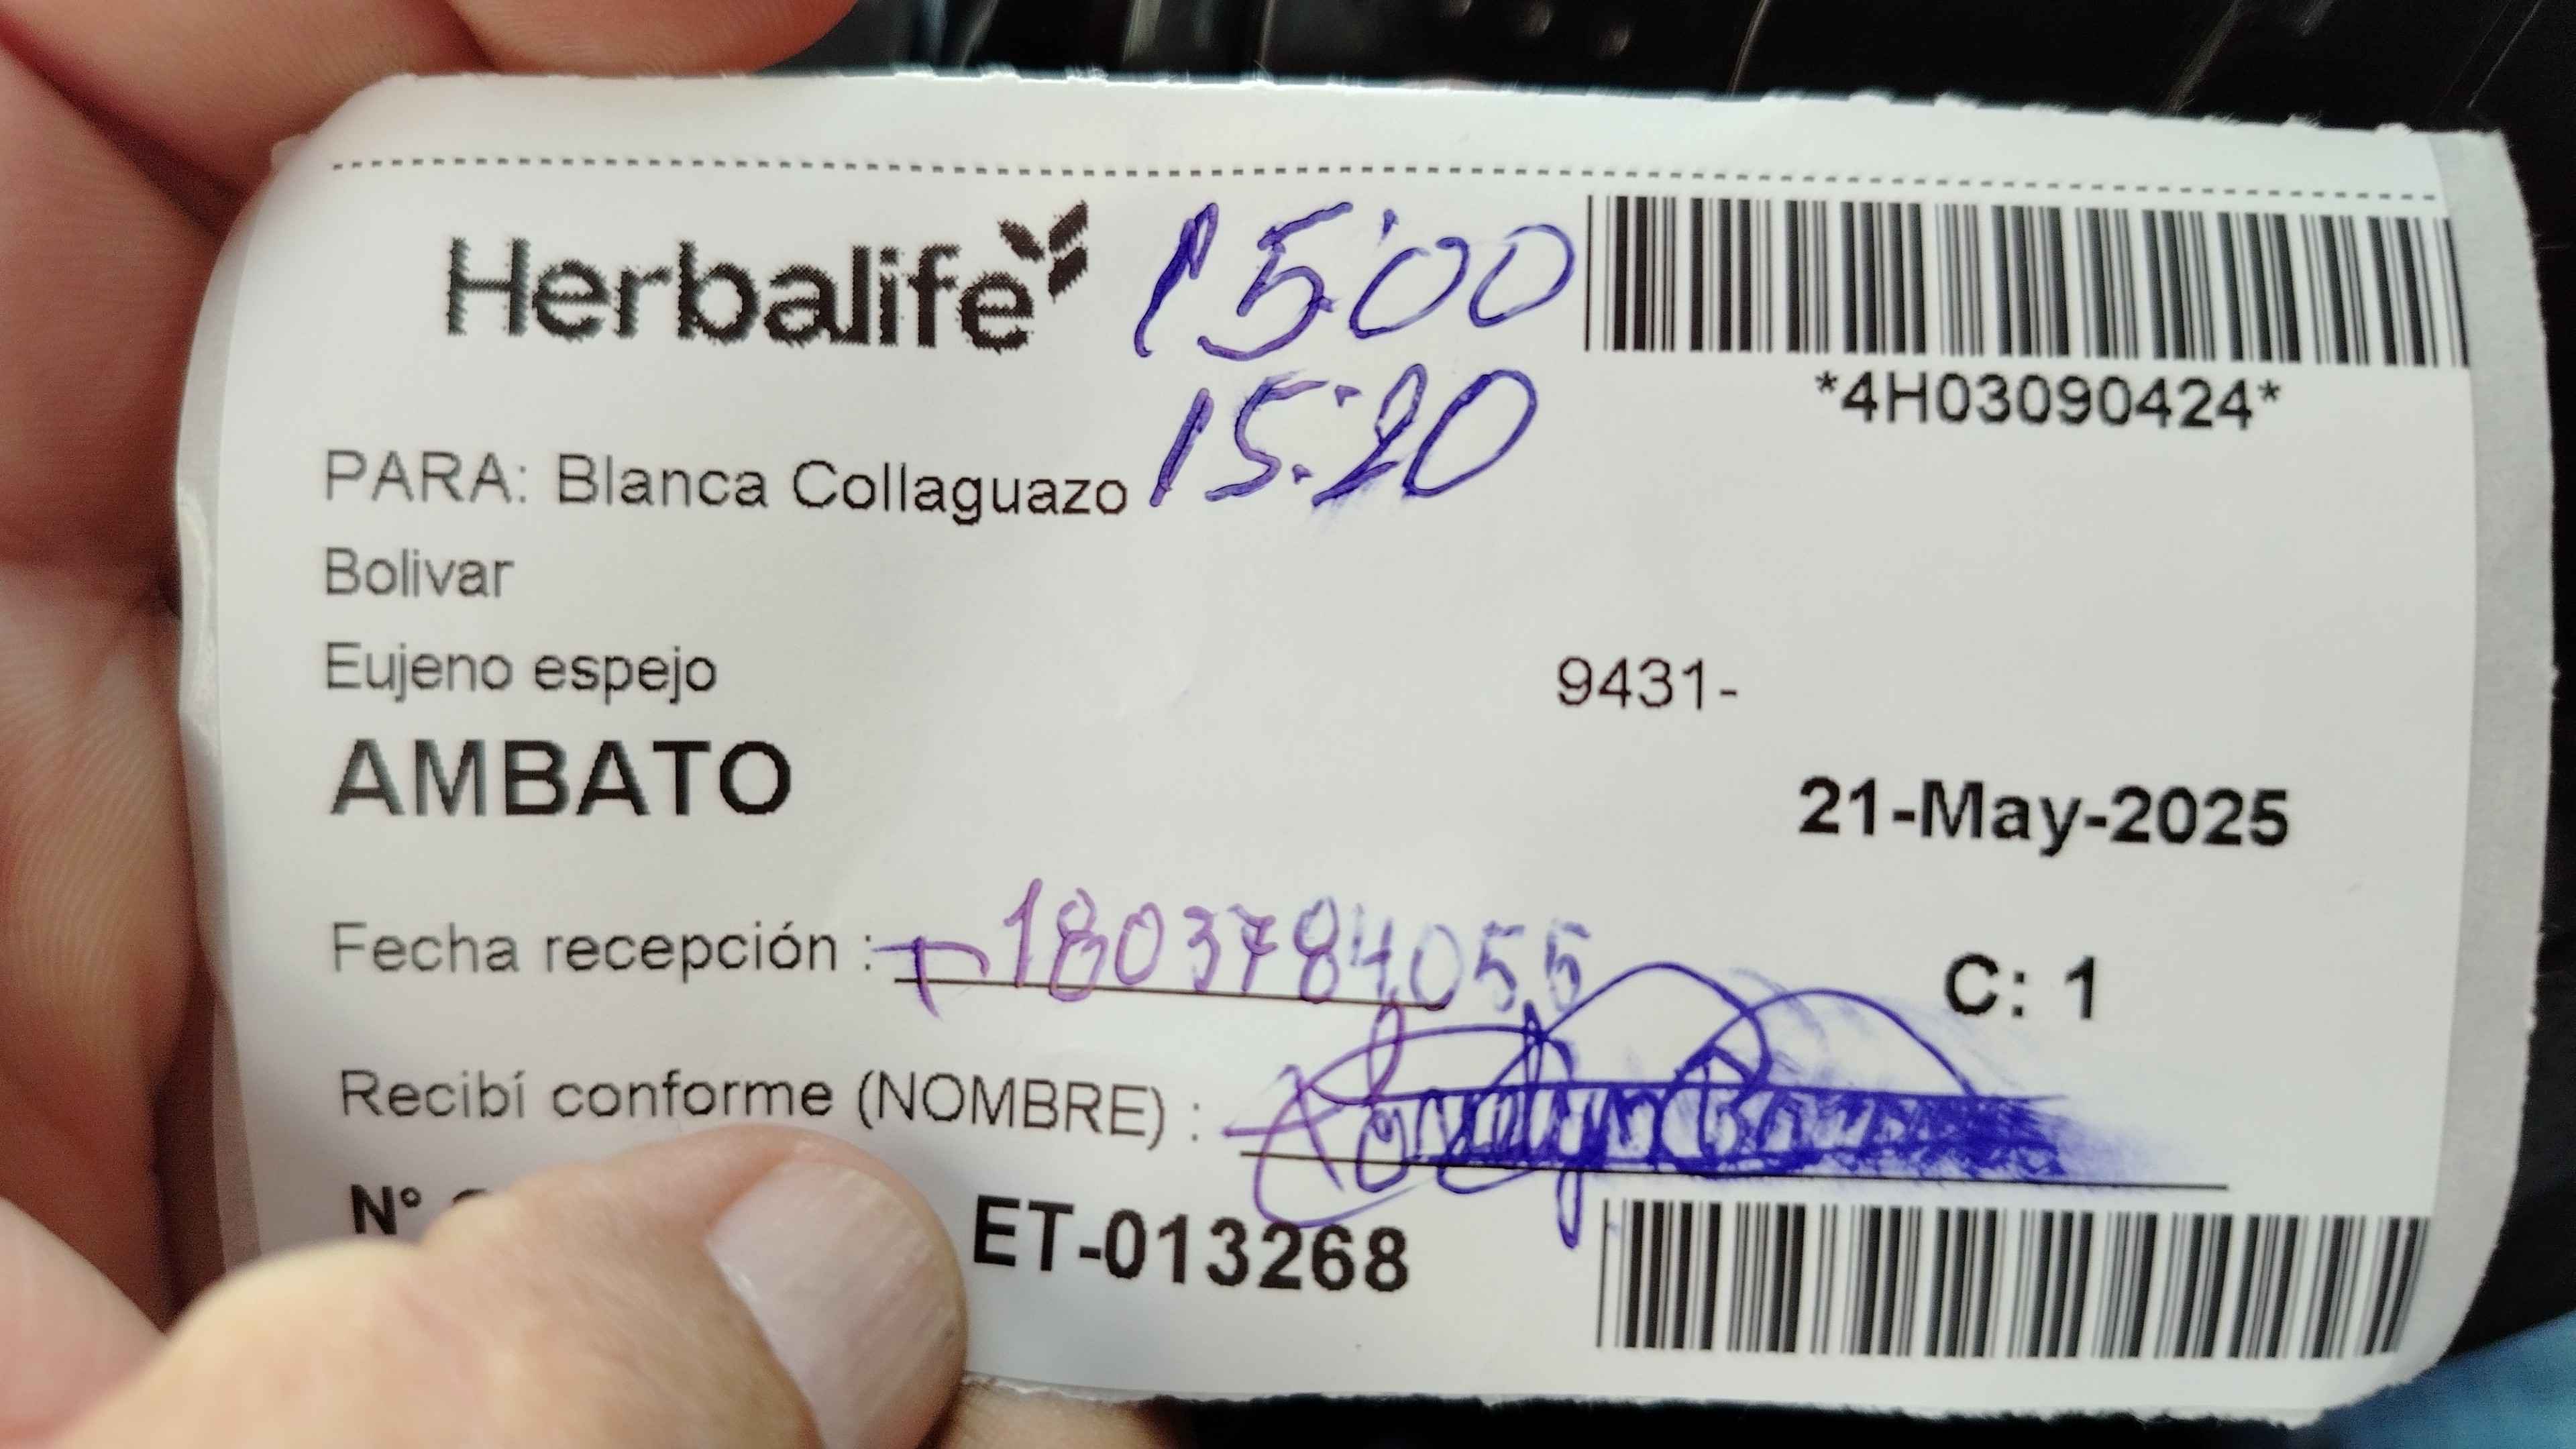 Herbalife 15:00
*4H03090424*
15:20
PARA: Blanca Collaguazo
Bolivar
Eujeno espejo
9431-
AMBATO
21-May-2025
Fecha recepción : 1803784055
C: 1
Recibí conforme (NOMBRE) :
N°
ET-013268